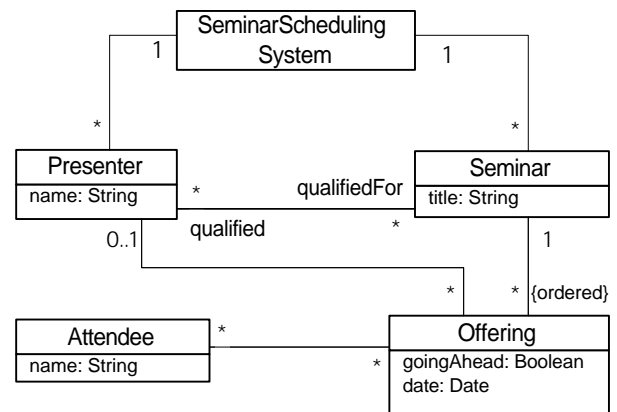 SeminarScheduling
System
1
1
*
*
Presenter
name: String
Seminar
title: String
*
qualifiedFor
qualified
*
0..1
1
*
* {ordered}
Attendee
name: String
*
*
Offering
goingAhead: Boolean
date: Date